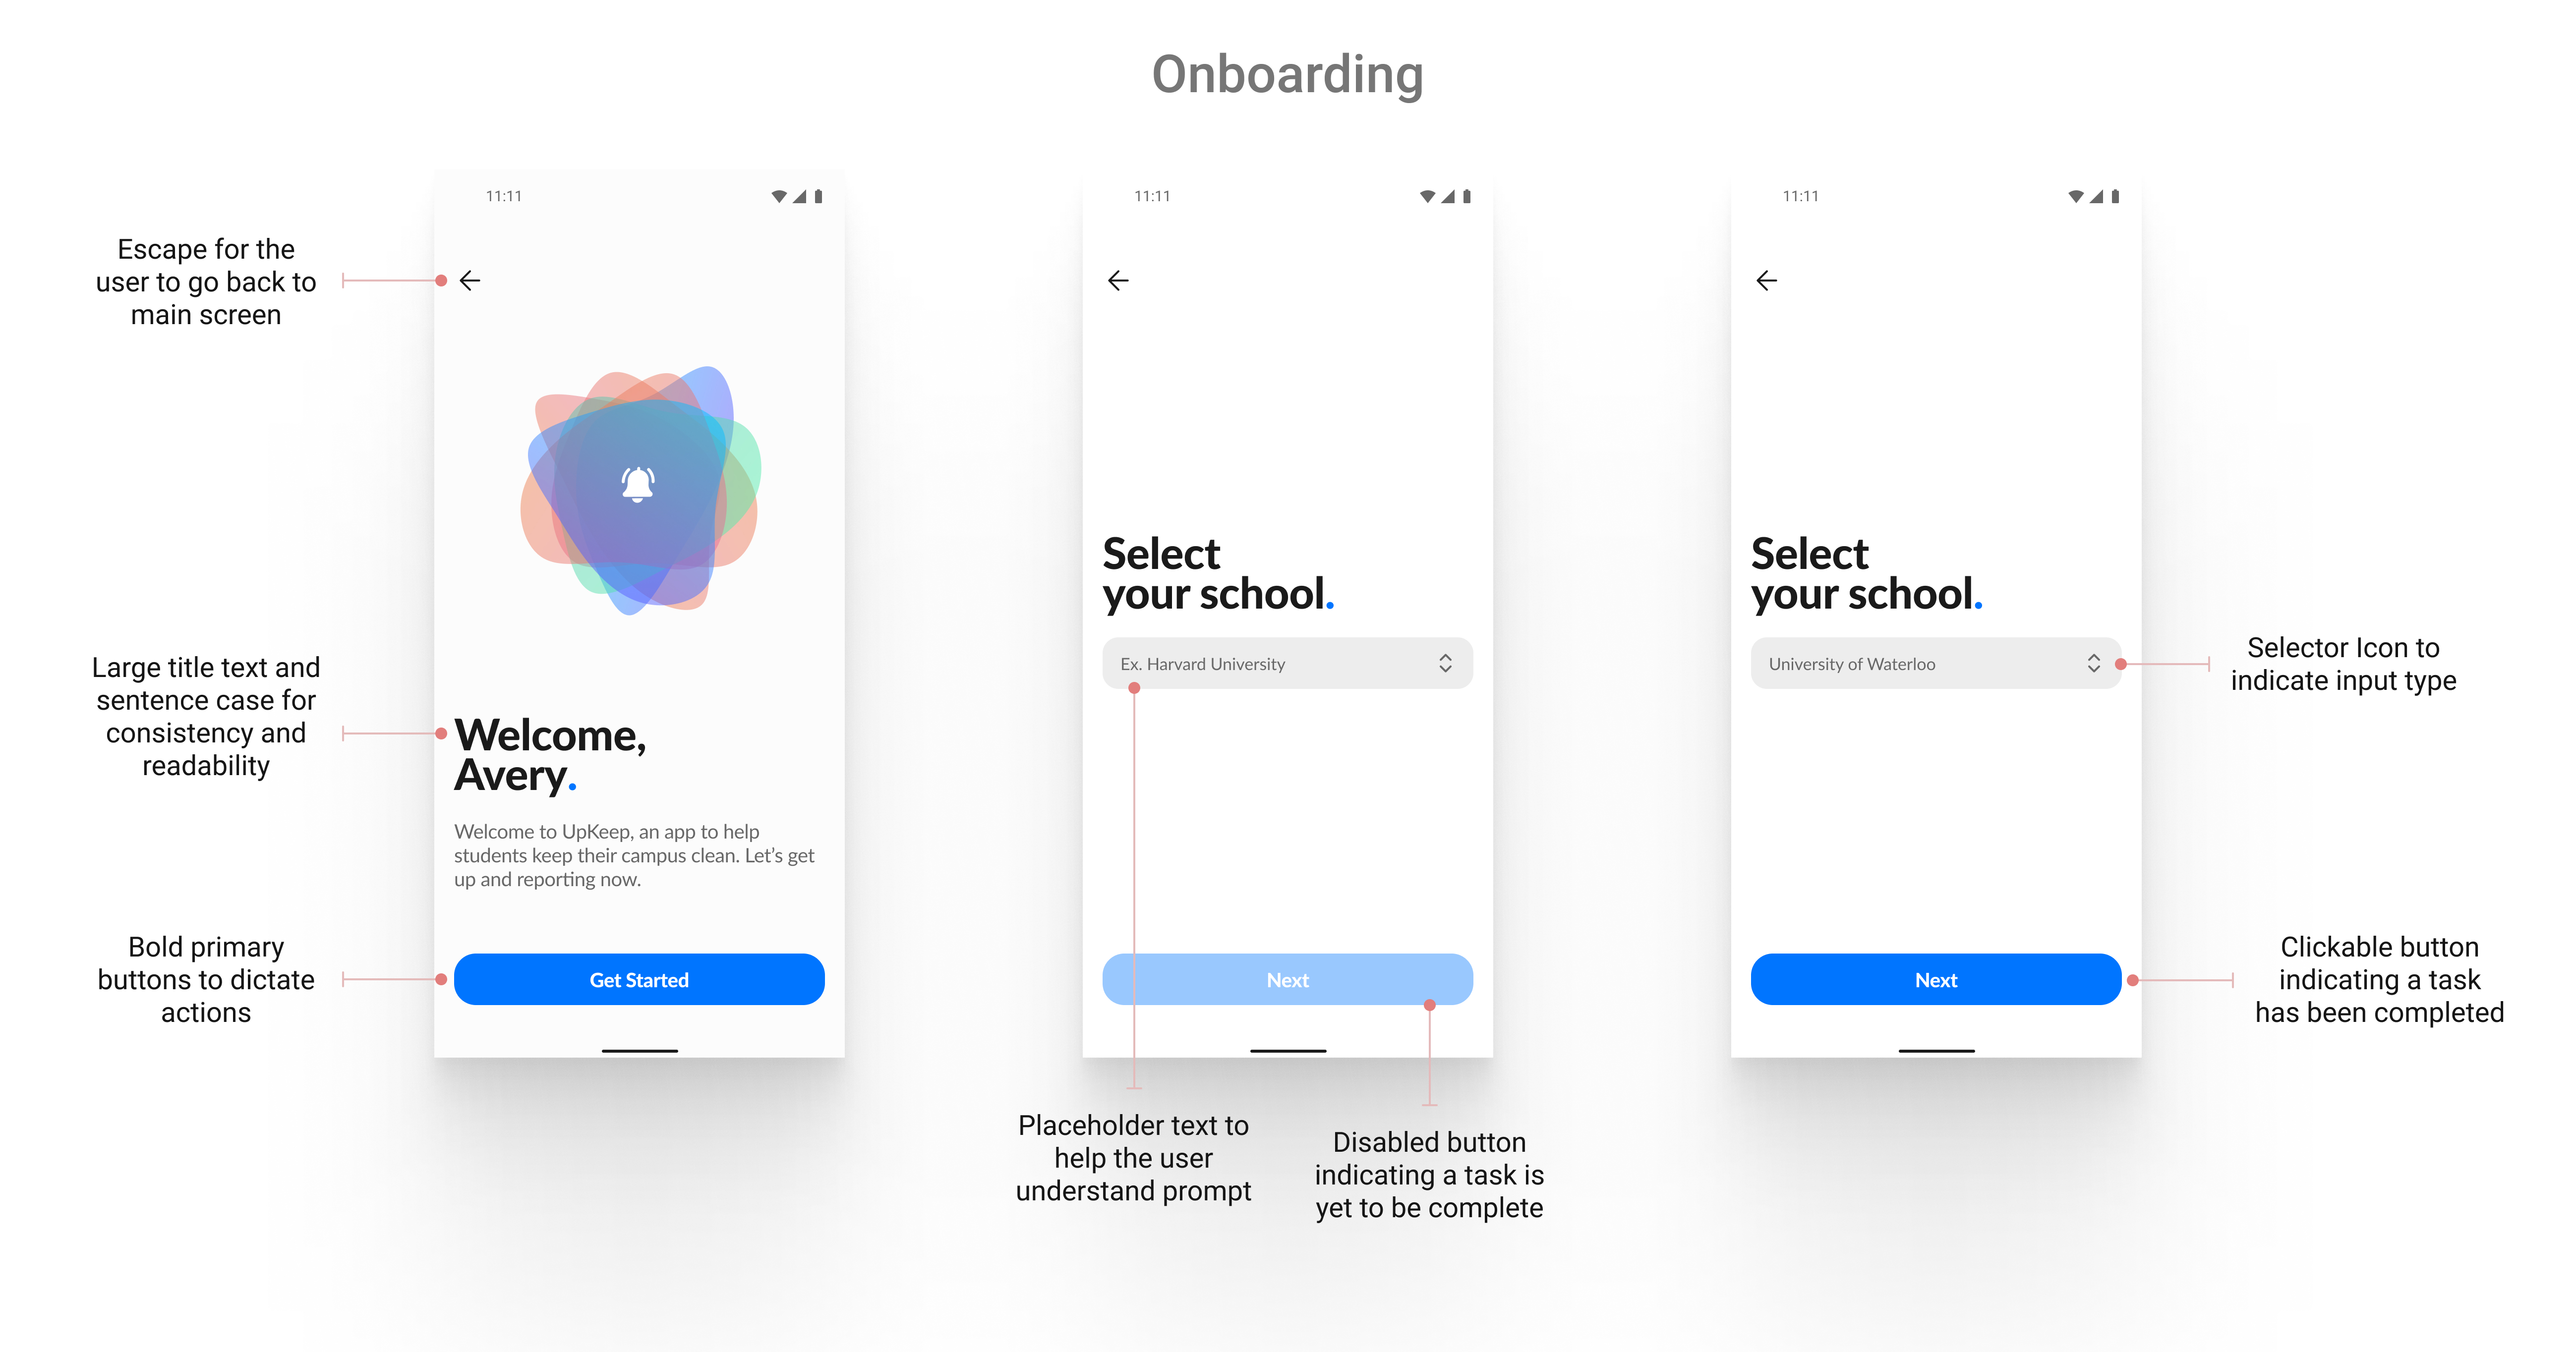 Onboarding
11:11
Escape for the
user to go back to
main screen
Large title text and
sentence case for
consistency and
readability
Welcome,
Avery.
Welcome to UpKeep, an app to help
students keep their campus clean. Let's get
up and reporting now.
Bold primary
buttons to dictate
actions
Get Started
11:11
Select
your school.
Ex. Harvard University
Next
Placeholder text to
help the user
understand prompt
Disabled button
indicating a task is
yet to be complete
11:11
Select
your school.
University of Waterloo
Selector Icon to
indicate input type
Next
Clickable button
indicating a task
has been completed